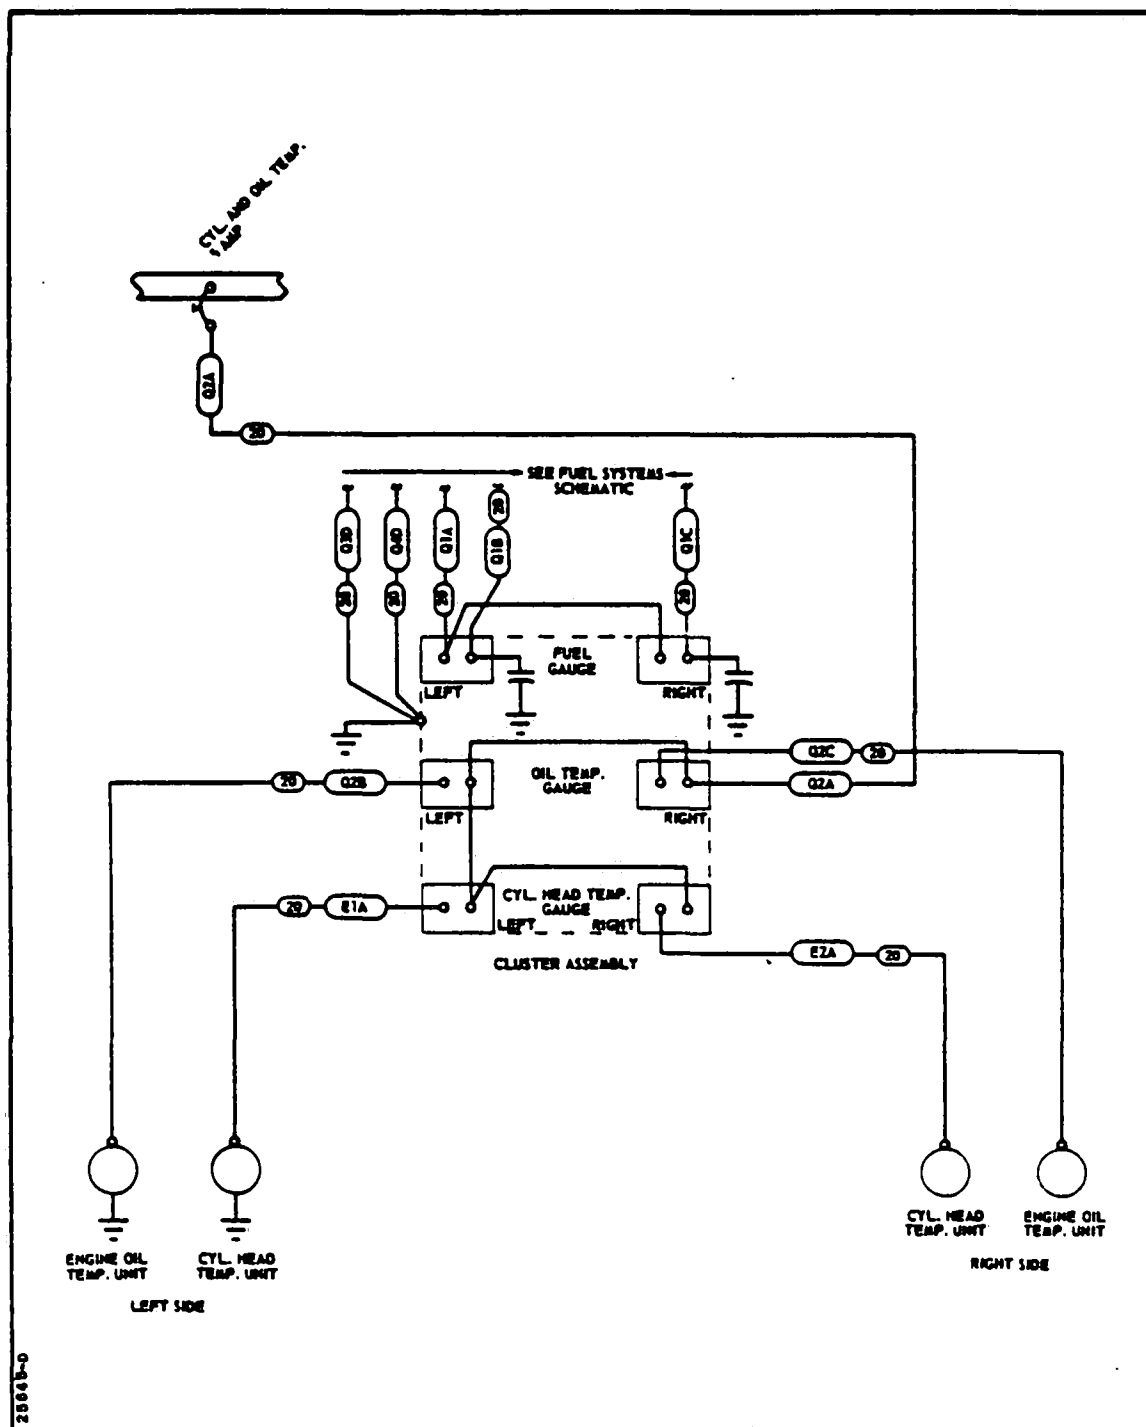 CYL. AND OIL TEMP.
AMP
Q2A
20
SEE FUEL SYSTEMS
SCHEMATIC
Q3D
Q4D
Q1A
20
Q1B
Q1C
20
20
20
20
FUEL
GAUGE
LEFT
RIGHT
20
Q2B
OIL TEMP.
GAUGE
Q2C
20
Q2A
LEFT
RIGHT
20
E1A
CYL. HEAD TEMP.
GAUGE
LEFT
RIGHT
E2A
20
CLUSTER ASSEMBLY
ENGINE OIL
TEMP. UNIT
CYL. HEAD
TEMP. UNIT
LEFT SIDE
CYL. HEAD
TEMP. UNIT
ENGINE OIL
TEMP. UNIT
RIGHT SIDE